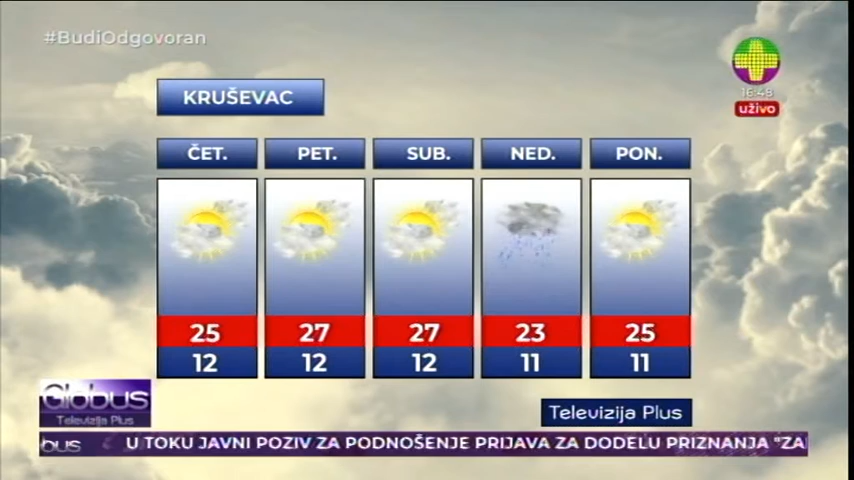 #BudiOdgovoran
16:48
uživo
KRUŠEVAC
ČET. PET. SUB. NED. PON.
25 27 27 23 25
12 12 12 11 11
Globus
Televizija Plus
Televizija Plus
bus U TOKU JAVNI POZIV ZA PODNOŠENJE PRIJAVA ZA DODELU PRIZNANJA "ZA